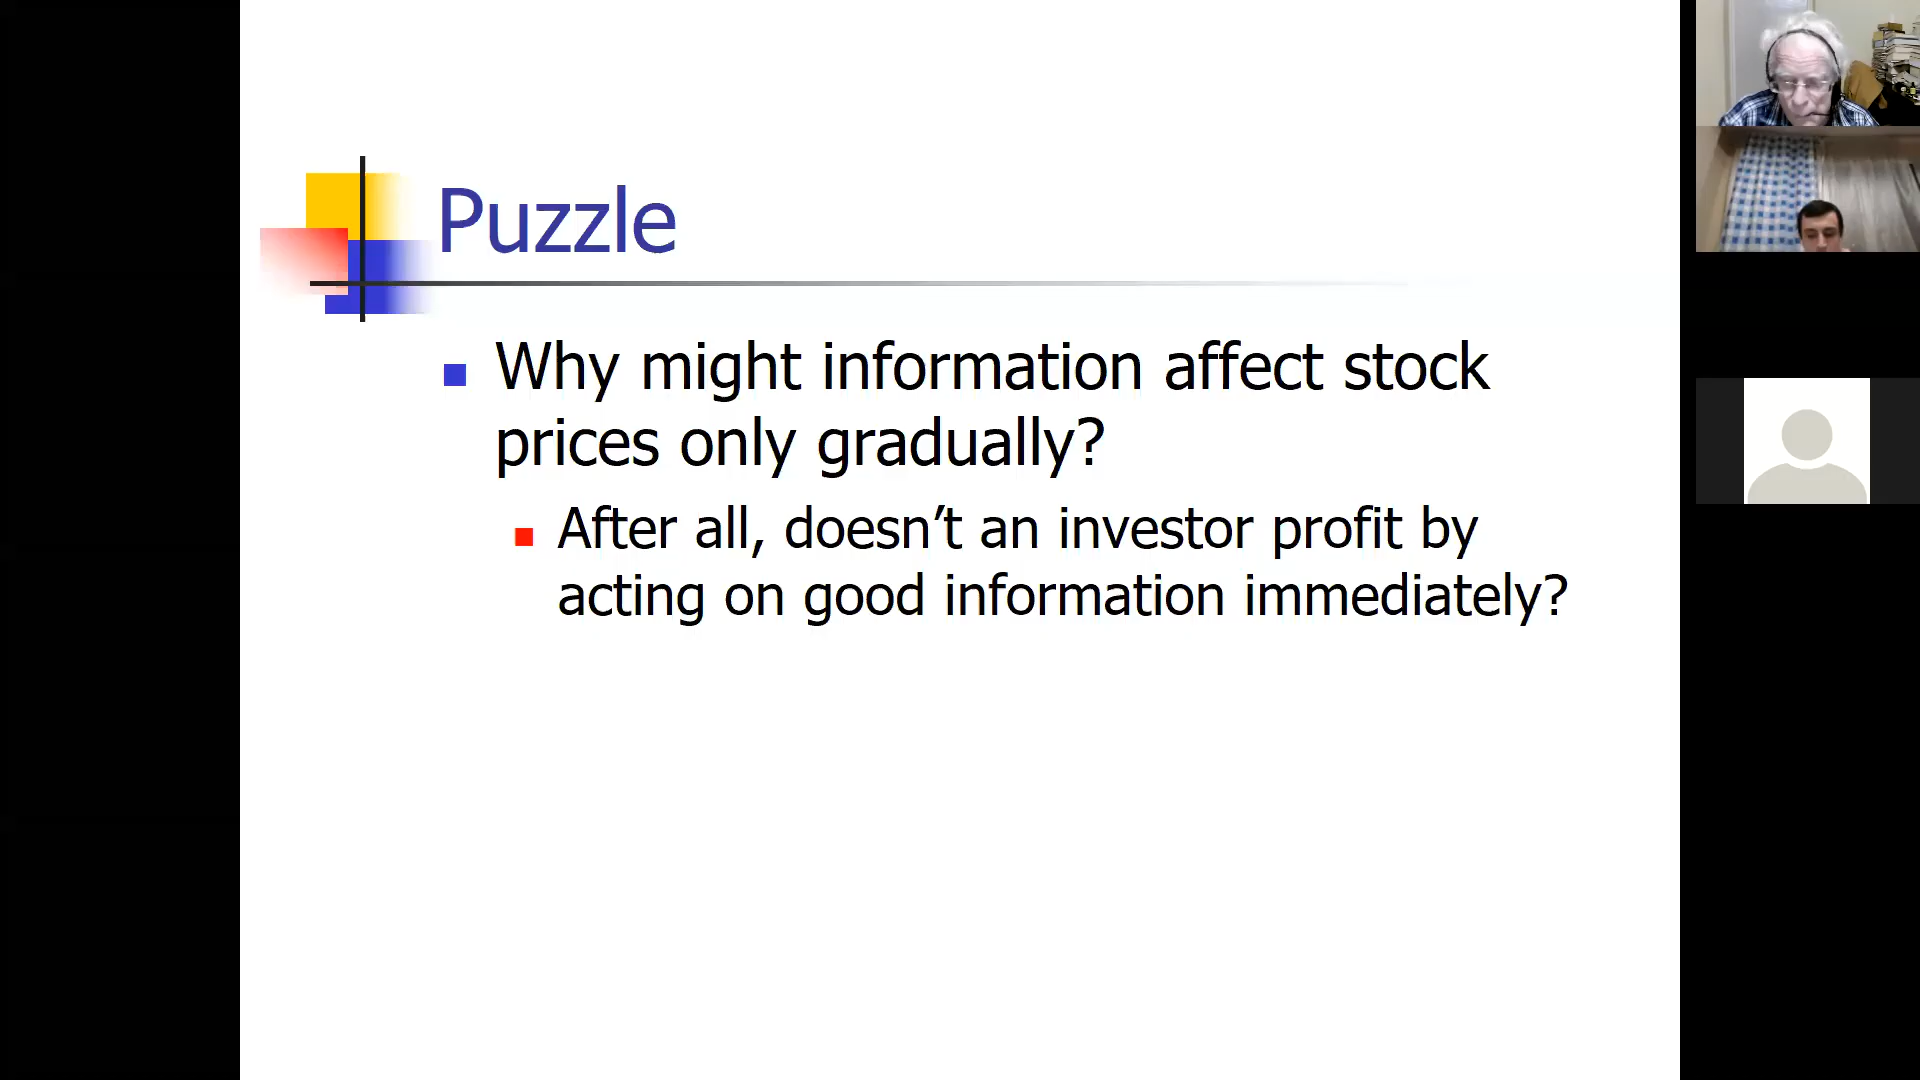 Puzzle
Why might information affect stock
prices only gradually?
After all, doesn’t an investor profit by
acting on good information immediately?